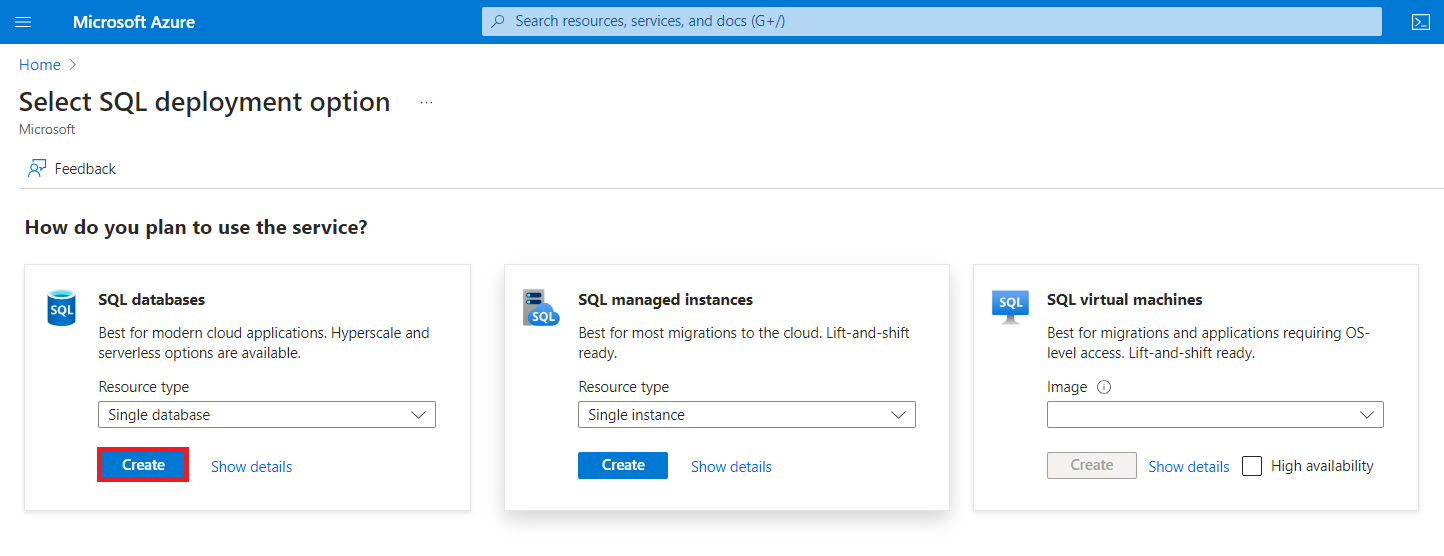 Microsoft Azure
Search resources, services, and docs (G+/)
Home
Select SQL deployment option
...
Microsoft
Feedback
How do you plan to use the service?
SQL
SQL databases
Best for modern cloud applications. Hyperscale and
serverless options are available.
Resource type
Single database
Create
Show details
SQL
SQL managed instances
Best for most migrations to the cloud. Lift-and-shift
ready.
Resource type
Single instance
Create
Show details
SQL
SQL virtual machines
Best for migrations and applications requiring OS-
level access. Lift-and-shift ready.
Image
Create
Show details
High availability